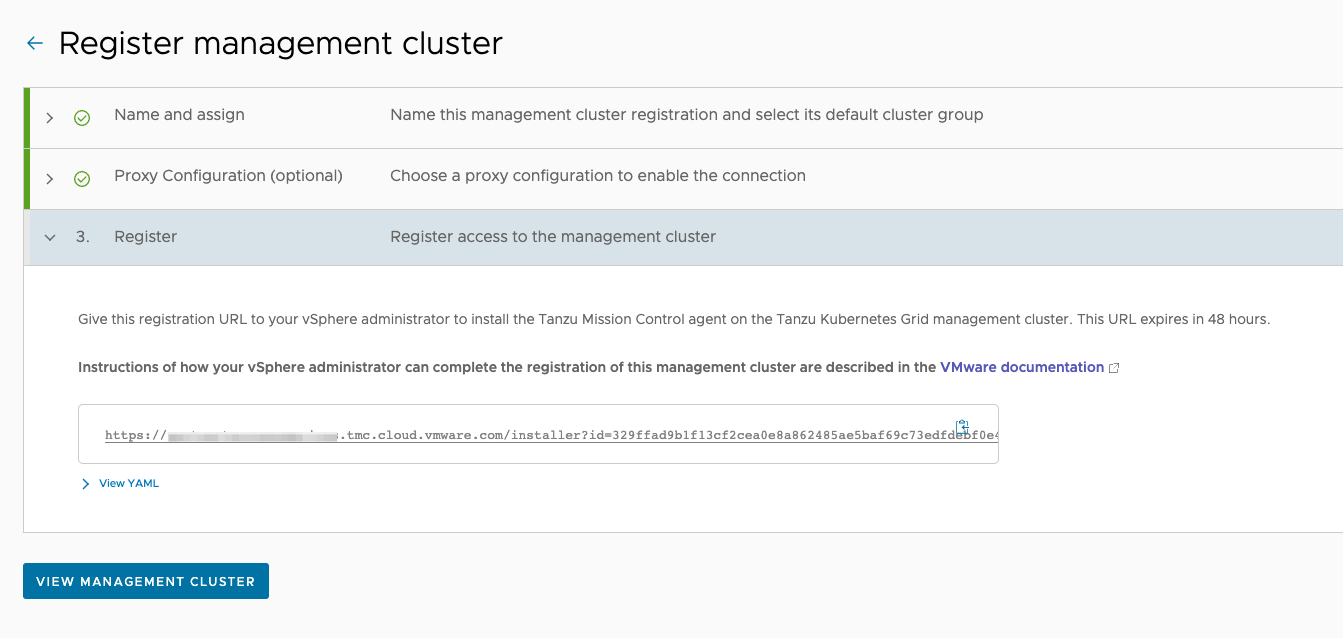 Register management cluster
Name and assign Name this management cluster registration and select its default cluster group
Proxy Configuration (optional) Choose a proxy configuration to enable the connection
3. Register Register access to the management cluster
Give this registration URL to your vSphere administrator to install the Tanzu Mission Control agent on the Tanzu Kubernetes Grid management cluster. This URL expires in 48 hours.
Instructions of how your vSphere administrator can complete the registration of this management cluster are described in the VMware documentation
https:// .tmc.cloud.vmware.com/installer?id=329ffad9b1f13cf2cea0e8a862485ae5baf69c73edfdebf0e4
View YAML
VIEW MANAGEMENT CLUSTER